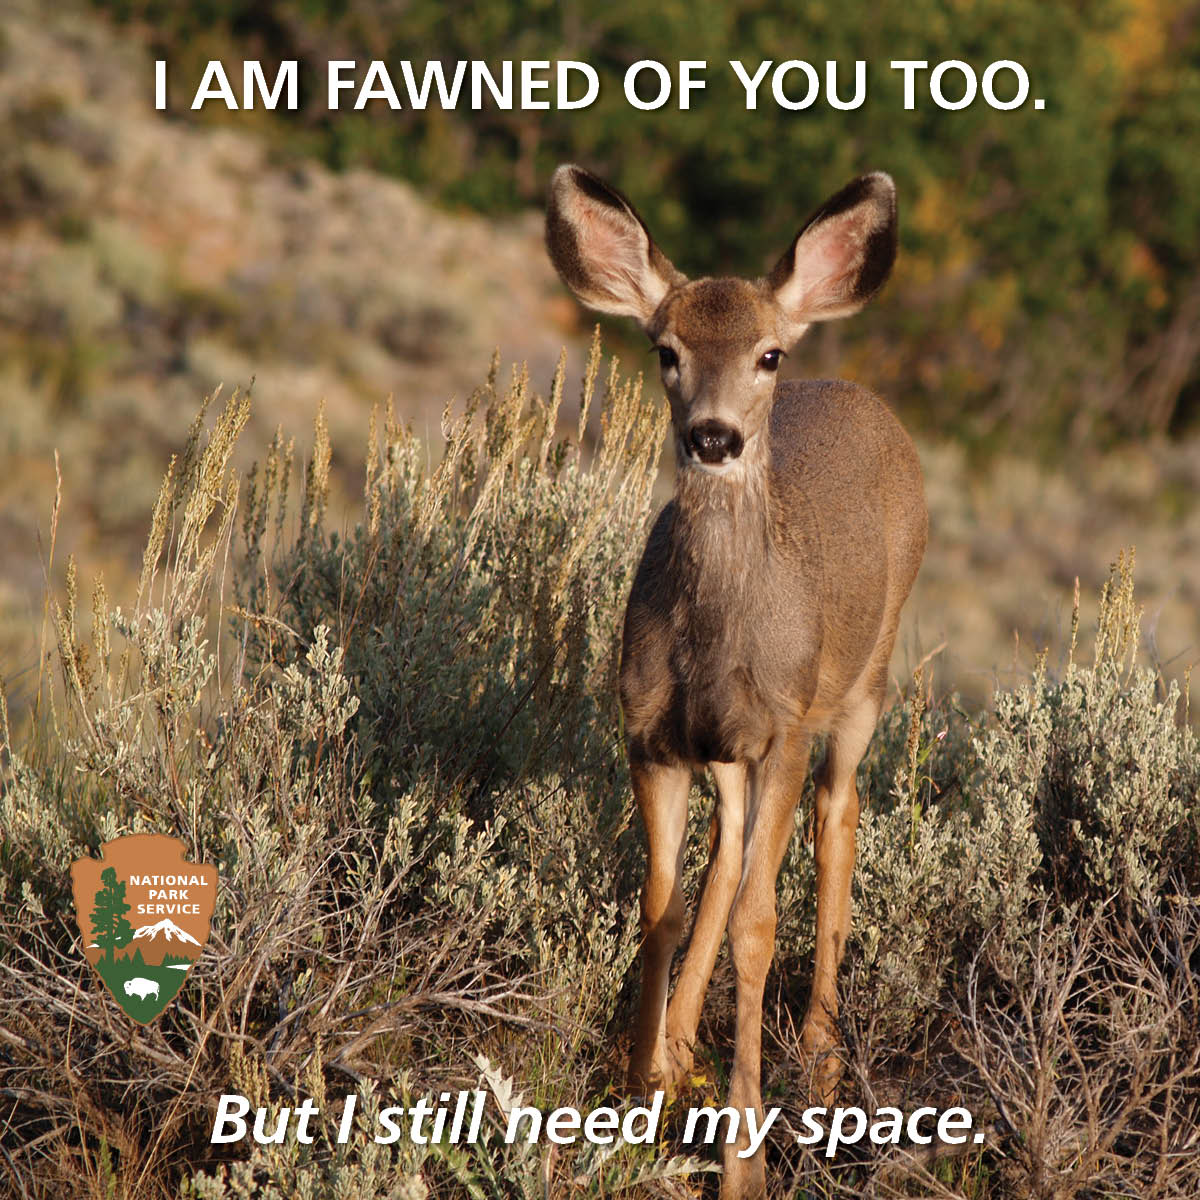 I AM FAWNED OF YOU TOO.
NATIONAL
PARK
SERVICE
But I still need my space.